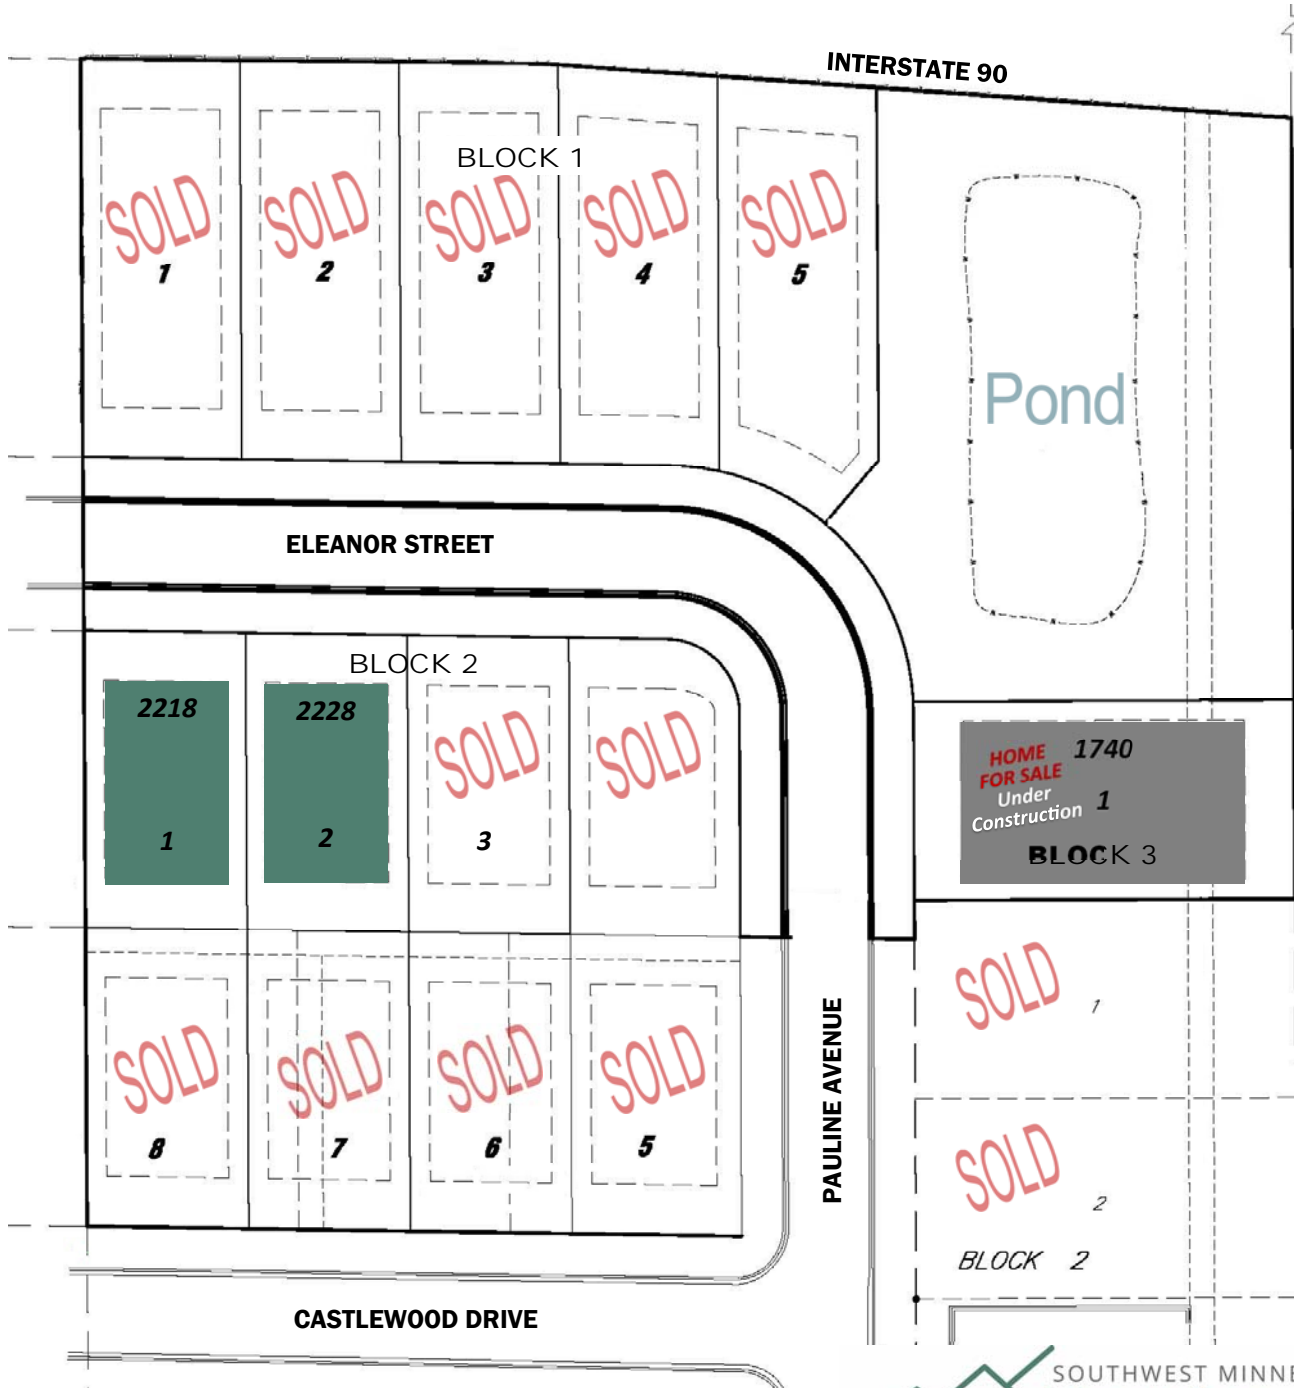 INTERSTATE 90
BLOCK 1
SOLD
1
SOLD
2
SOLD
3
SOLD
4
SOLD
5
Pond
ELEANOR STREET
BLOCK 2
2218
1
2228
2
SOLD
3
SOLD
HOME
FOR SALE
Under
Construction
1740
1
BLOCK 3
SOLD
8
SOLD
7
SOLD
6
SOLD
5
PAULINE AVENUE
SOLD
1
SOLD
2
BLOCK 2
CASTLEWOOD DRIVE
SOUTHWEST MINNE